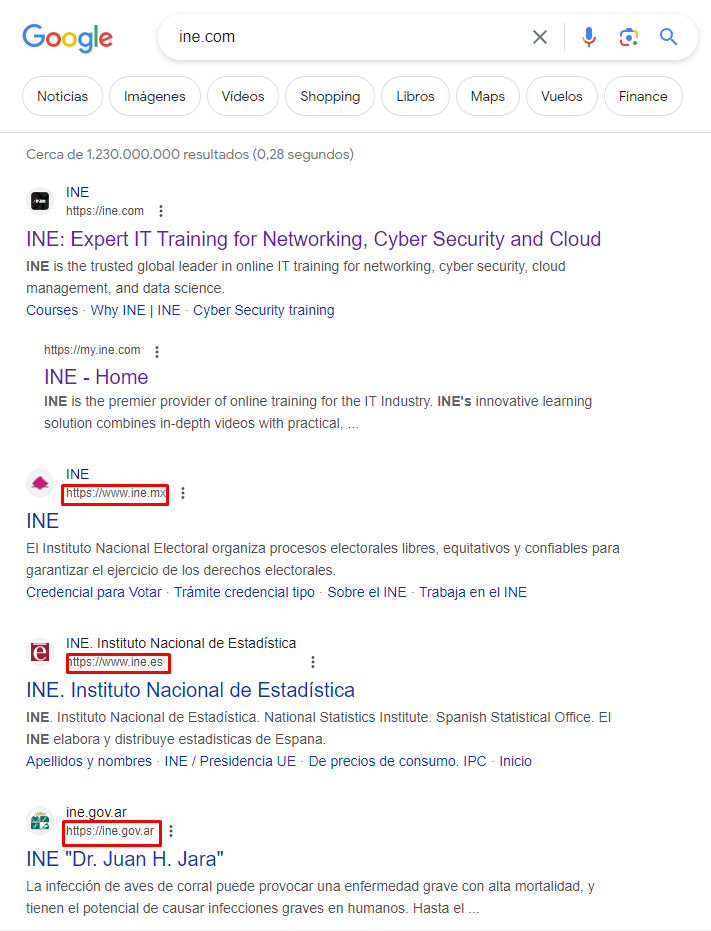 Google
ine.com
Noticias
Imágenes
Vídeos
Shopping
Libros
Maps
Vuelos
Finance
Cerca de 1.230.000.000 resultados (0,28 segundos)
INE
INE
https://ine.com
INE: Expert IT Training for Networking, Cyber Security and Cloud
INE is the trusted global leader in online IT training for networking, cyber security, cloud
management, and data science.
Courses · Why INE | INE · Cyber Security training
https://my.ine.com
INE - Home
INE is the premier provider of online training for the IT Industry. INE's innovative learning
solution combines in-depth videos with practical, ...
INE
https://www.ine.mx
INE
El Instituto Nacional Electoral organiza procesos electorales libres, equitativos y confiables para
garantizar el ejercicio de los derechos electorales.
Credencial para Votar · Trámite credencial tipo · Sobre el INE · Trabaja en el INE
INE. Instituto Nacional de Estadística
https://www.ine.es
INE. Instituto Nacional de Estadística
INE. Instituto Nacional de Estadística. National Statistics Institute. Spanish Statistical Office. El
INE elabora y distribuye estadisticas de Espana.
Apellidos y nombres · INE / Presidencia UE · De precios de consumo. IPC · Inicio
ine.gov.ar
https://ine.gov.ar
INE "Dr. Juan H. Jara"
La infección de aves de corral puede provocar una enfermedad grave con alta mortalidad, y
tienen el potencial de causar infecciones graves en humanos. Hasta el ...